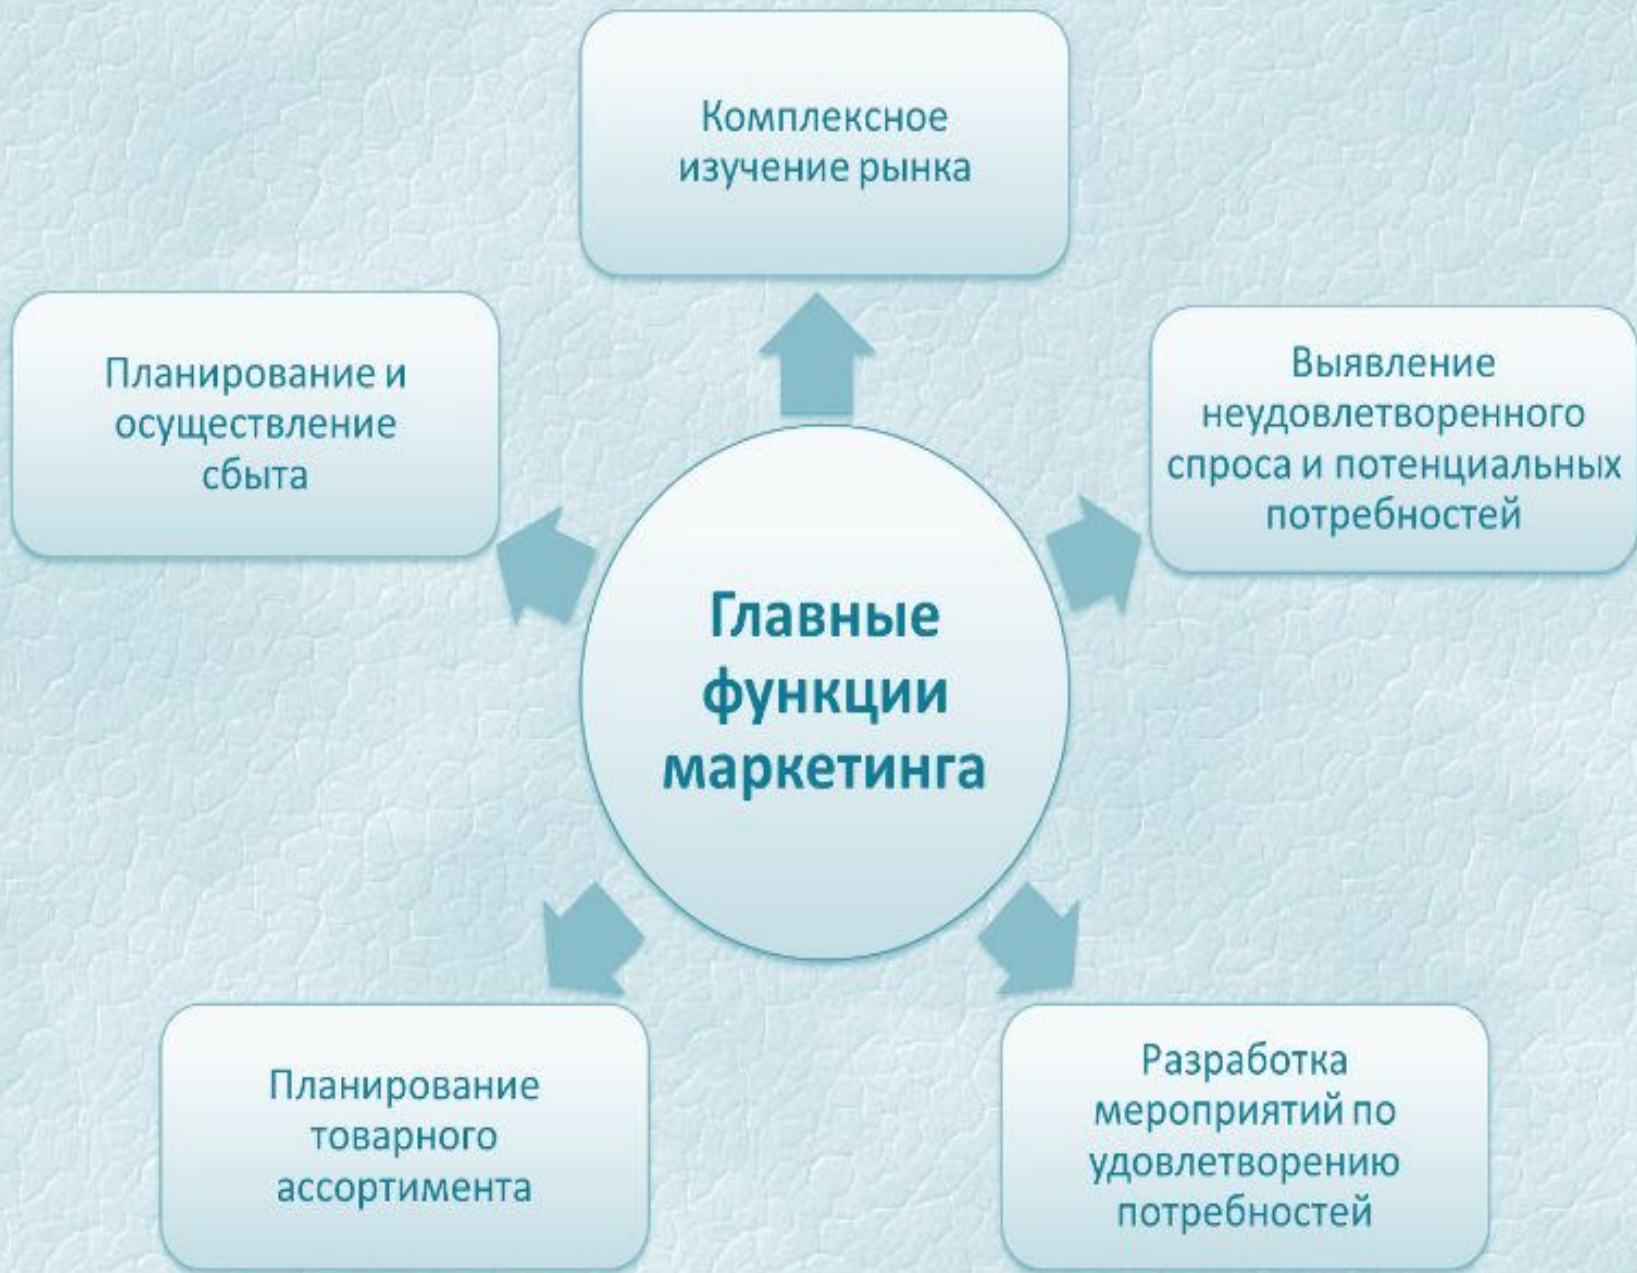 Комплексное
изучение рынка
Планирование и
осуществление
сбыта
Выявление
неудовлетворенного
спроса и потенциальных
потребностей
Главные
функции
маркетинга
Планирование
товарного
ассортимента
Разработка
мероприятий по
удовлетворению
потребностей